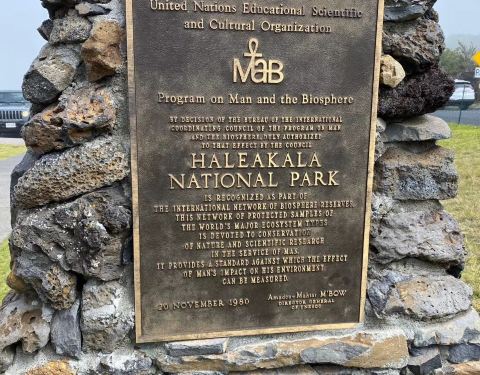 United Nations Educational Scientific
and Cultural Organization
MaB
Program on Man and the Biosphere
BY DECISION OF THE BUREAU OF THE INTERNATIONAL
COORDINATING COUNCIL OF THE PROGRAM ON MAN
AND THE BIOSPHERE, DULY AUTHORIZED
TO THAT EFFECT BY THE COUNCIL
HALEAKALA
NATIONAL PARK
IS RECOGNIZED AS PART OF
THE INTERNATIONAL NETWORK OF BIOSPHERE RESERVES.
THIS NETWORK OF PROTECTED SAMPLES OF
THE WORLD'S MAJOR ECOSYSTEM TYPES
IS DEVOTED TO CONSERVATION
OF NATURE AND SCIENTIFIC RESEARCH
IN THE SERVICE OF MAN.
IT PROVIDES A STANDARD AGAINST WHICH THE EFFECT
OF MAN'S IMPACT ON HIS ENVIRONMENT
CAN BE MEASURED.
20 NOVEMBER 1980
Amadou-Mahtar M'BOW
DIRECTOR GENERAL
OF UNESCO